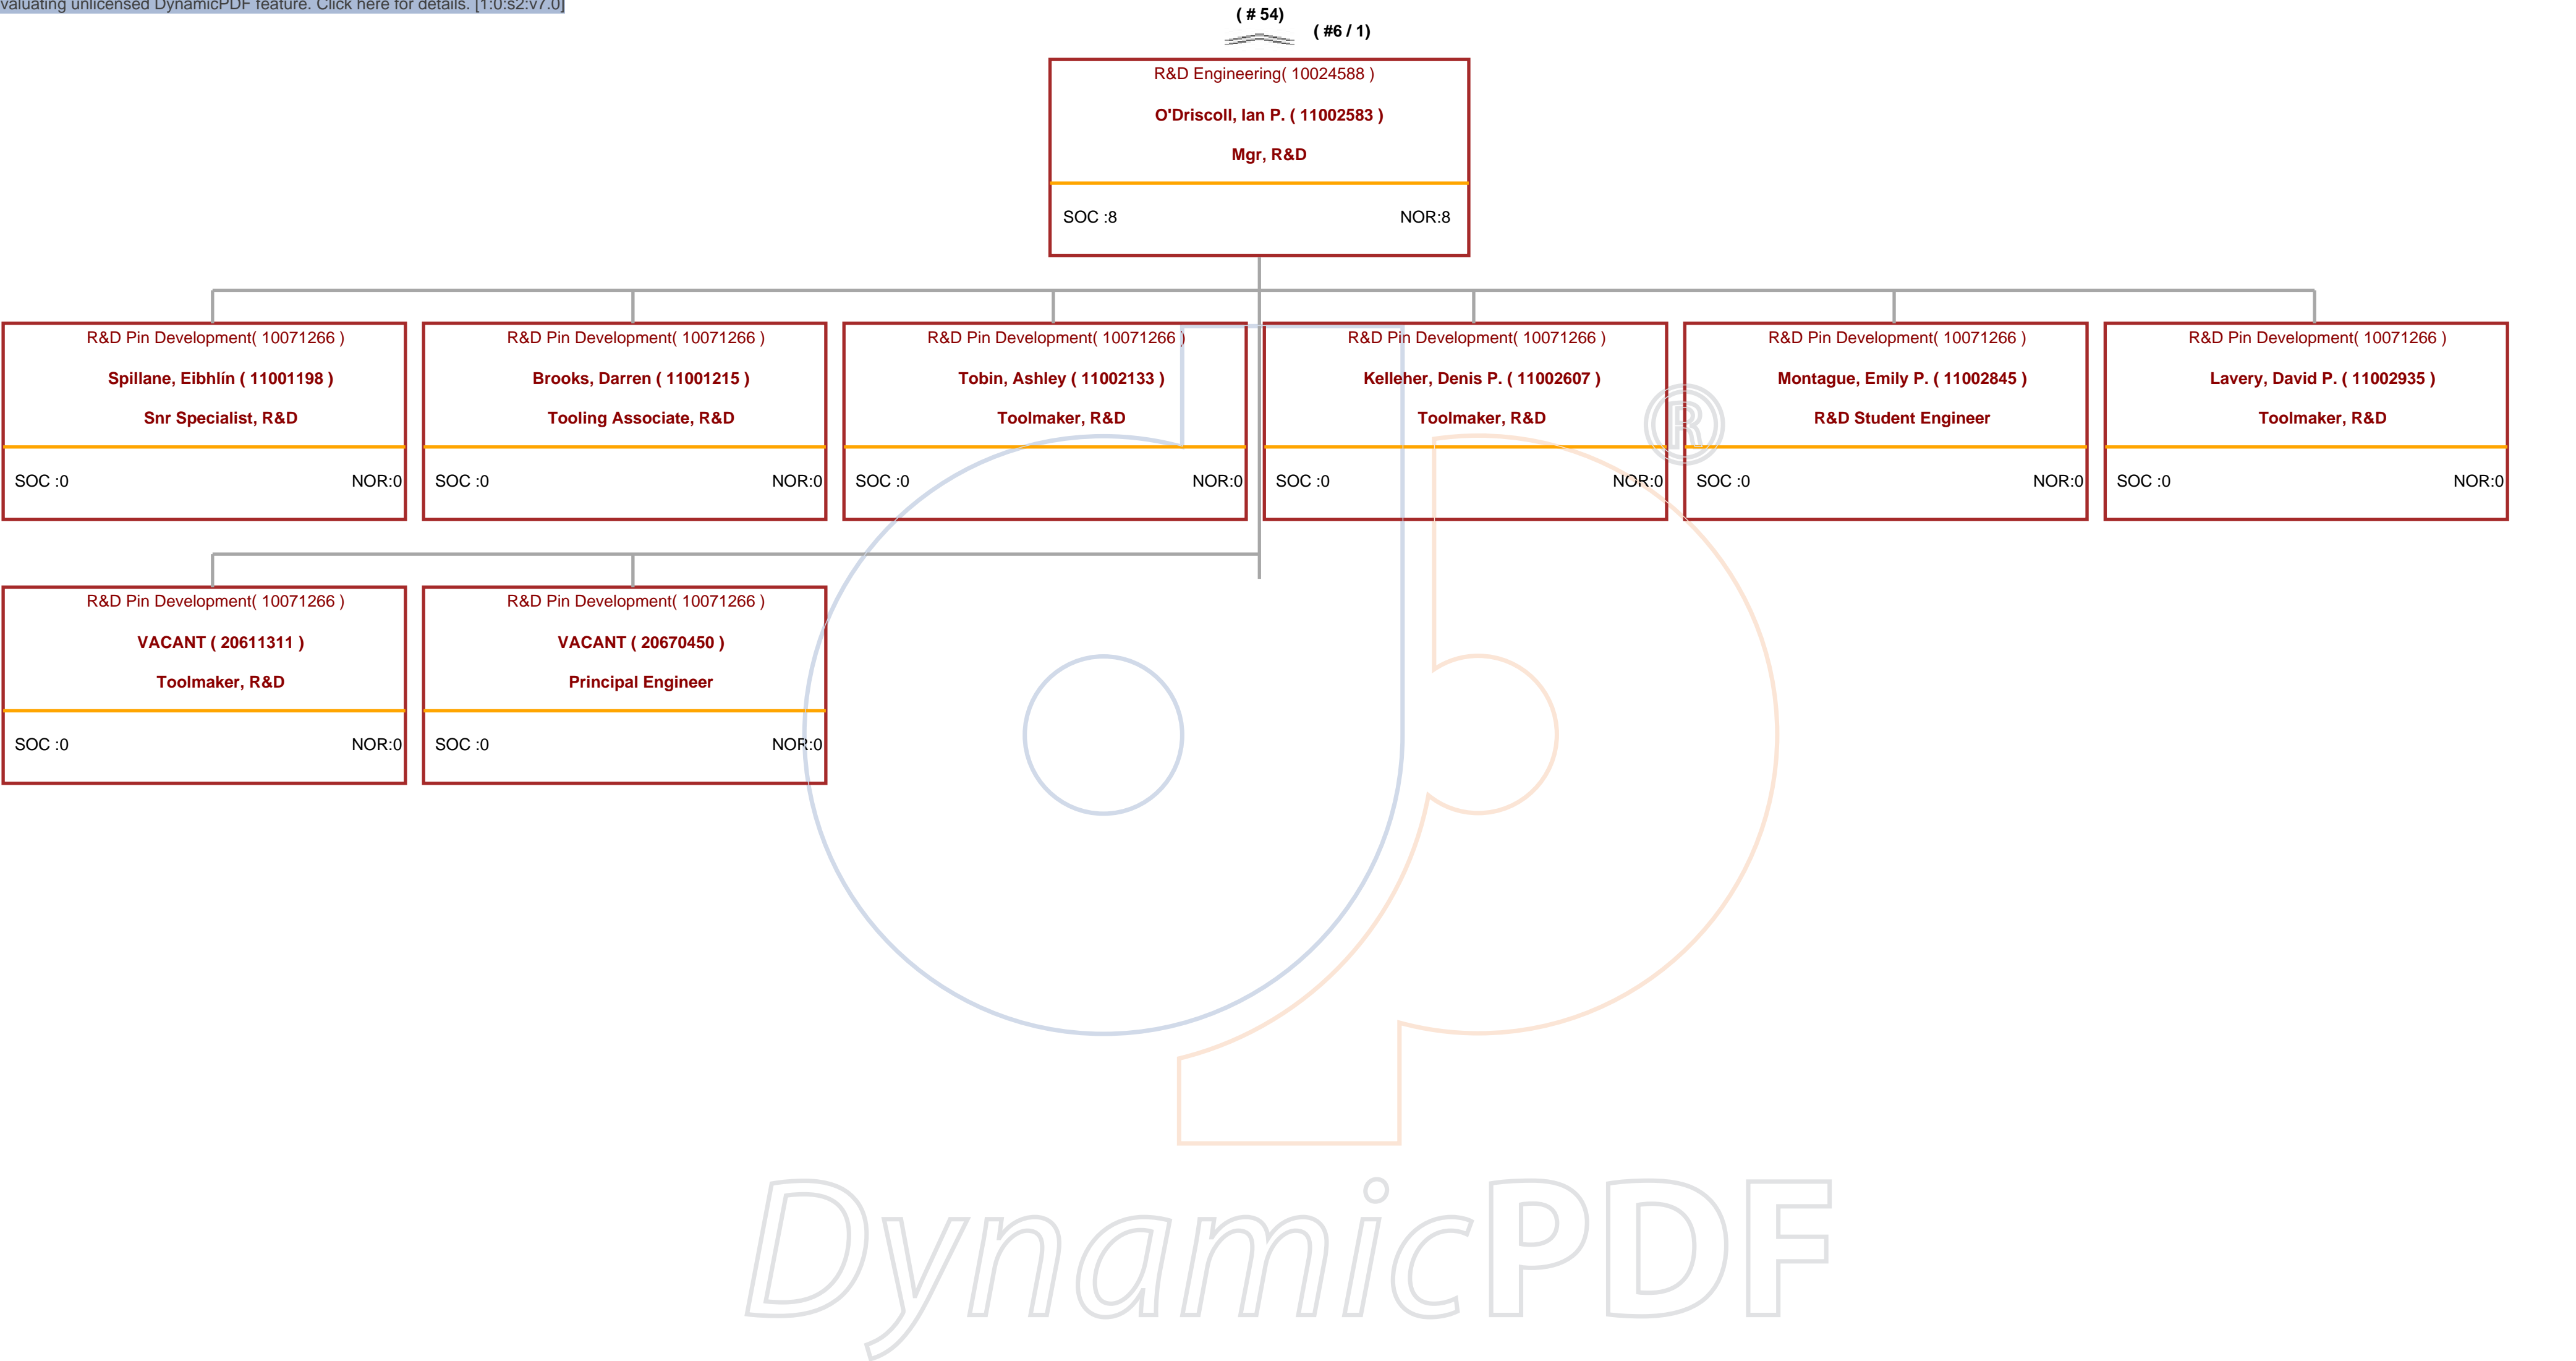 valuating unlicensed DynamicPDF feature. Click here for details. [1:0:s2:v7.0]
( # 54)
( #6 / 1)
R&D Engineering( 10024588 )
O'Driscoll, Ian P. ( 11002583 )
Mgr, R&D
SOC :8 NOR:8
R&D Pin Development( 10071266 )
Spillane, Eibhlín ( 11001198 )
Snr Specialist, R&D
SOC :0 NOR:0
R&D Pin Development( 10071266 )
Brooks, Darren ( 11001215 )
Tooling Associate, R&D
SOC :0 NOR:0
R&D Pin Development( 10071266 )
Tobin, Ashley ( 11002133 )
Toolmaker, R&D
SOC :0 NOR:0
R&D Pin Development( 10071266 )
Kelleher, Denis P. ( 11002607 )
Toolmaker, R&D
SOC :0 NOR:0
R&D Pin Development( 10071266 )
Montague, Emily P. ( 11002845 )
R&D Student Engineer
SOC :0 NOR:0
R&D Pin Development( 10071266 )
Lavery, David P. ( 11002935 )
Toolmaker, R&D
SOC :0 NOR:0
R&D Pin Development( 10071266 )
VACANT ( 20611311 )
Toolmaker, R&D
SOC :0 NOR:0
R&D Pin Development( 10071266 )
VACANT ( 20670450 )
Principal Engineer
SOC :0 NOR:0
®
DynamicPDF